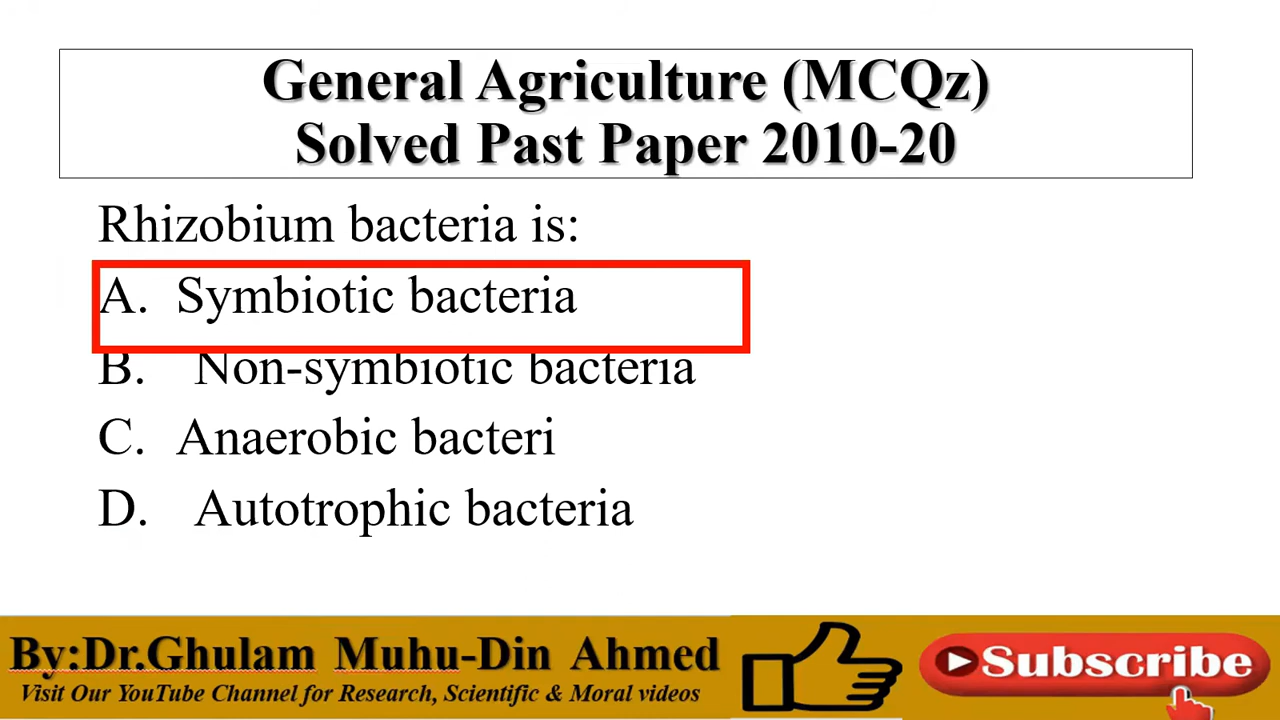 General Agriculture (MCQz)
Solved Past Paper 2010-20
Rhizobium bacteria is:
A. Symbiotic bacteria
B. Non-symbiotic bacteria
C. Anaerobic bacteri
D. Autotrophic bacteria
By:Dr.Ghulam Muhu-Din Ahmed
Visit Our YouTube Channel for Research, Scientific & Moral videos
Subscribe